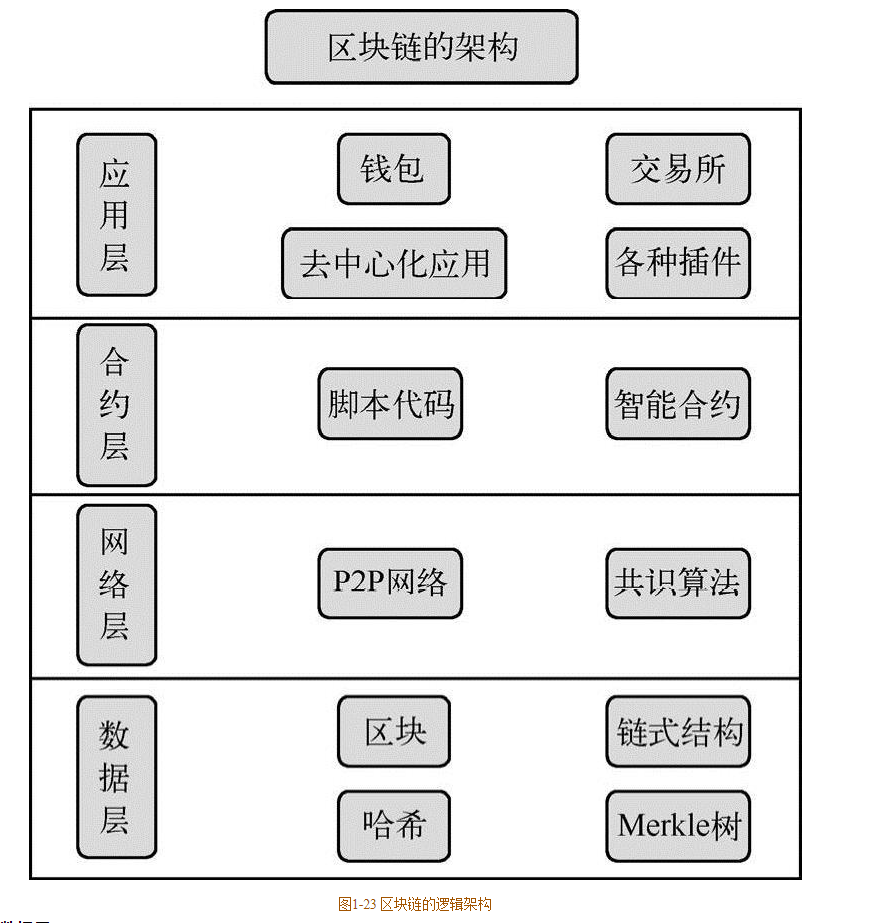 区块链的架构
应用层
钱包
交易所
去中心化应用
各种插件
合约层
脚本代码
智能合约
网络层
P2P网络
共识算法
数据层
区块
链式结构
哈希
Merkle树
图1-23 区块链的逻辑架构